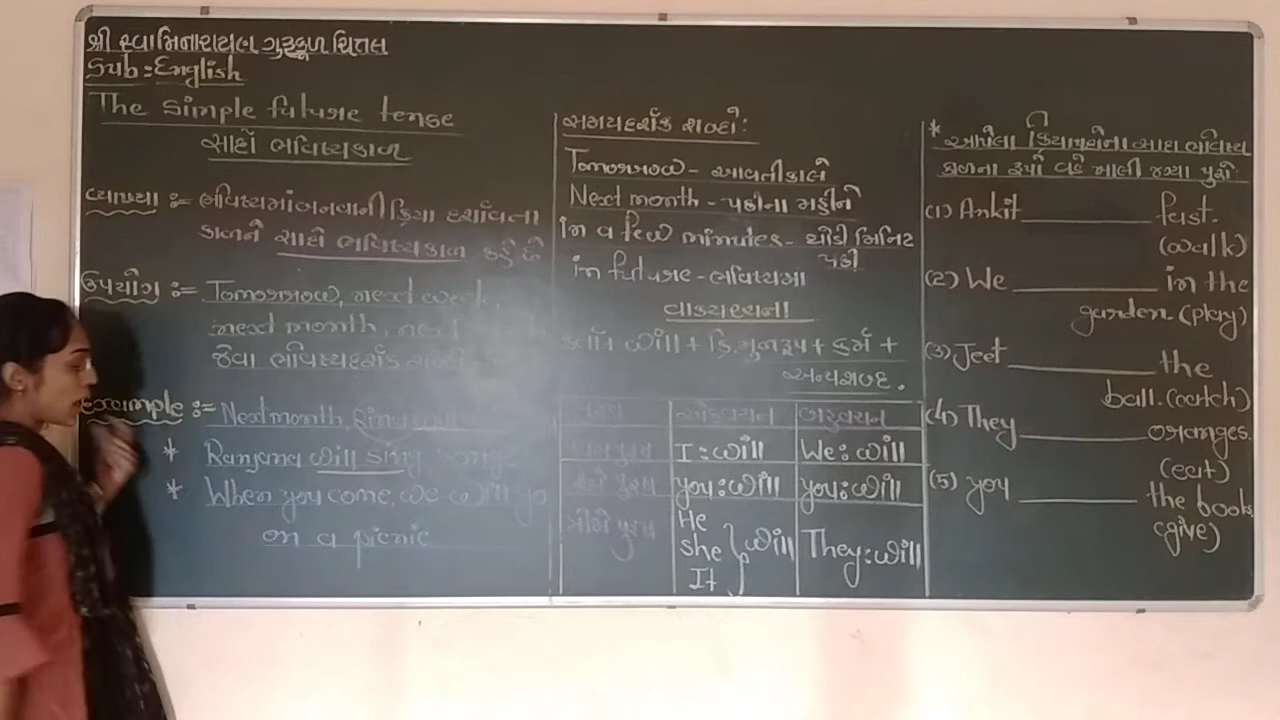 શ્રી સ્વામિનારાયણ ગુરુકૂળ ચિત્તલ
Sub:English
The Simple future tense
સાદો ભવિષ્યકાળ
વ્યાખ્યા := ભવિષ્યમાં બનવાની ક્રિયા દર્શાવતા
કાળને સાદો ભવિષ્યકાળ કહે છે
ઉપયોગ := Tomorrow, next week,
next month, next
જેવા ભવિષ્યદર્શક
Example := Next month,
* Ranjana will sing songs
* When you come, we will go
on a picnic
સમયદર્શક શબ્દો:
Tomorrow - આવતીકાલે
Next month - પછીના મહીને
in a few minutes - થોડી મિનિટ
પછી
in future - ભવિષ્યમા
વાક્યરચના
કર્તા + will + ક્રિ.મુળરૂપ + કર્મ +
અન્યશબ્દ.
એકવચન બહુવચન
I:will We:will
you:will you:will
ત્રીજો પુરૂષ He
she } will They:will
It
* આપેલા ક્રિયાપદોના સાદા ભવિષ્ય
કાળના રૂપો વડે ખાલી જગ્યા પુરો.
(1) Ankit ________ fast.
(walk)
(2) We ________ in the
garden.(play)
(3) Jeet ________ the
ball.(catch)
(4) They ________ oranges.
(eat)
(5) you ________ the books.
(give)